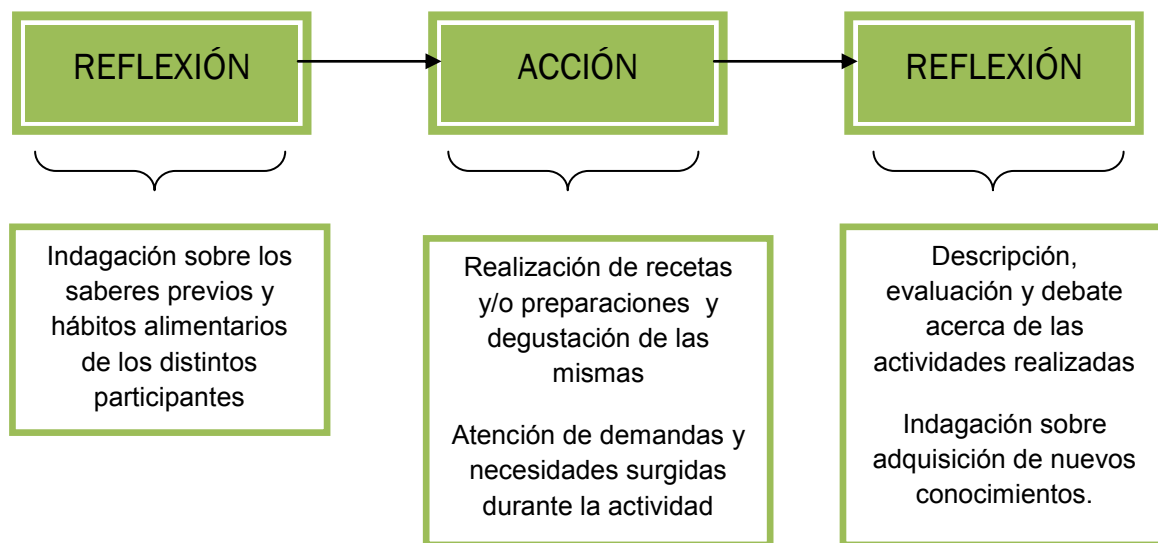 REFLEXIÓN
ACCIÓN
REFLEXIÓN
Indagación sobre los
saberes previos y
hábitos alimentarios
de los distintos
participantes
Realización de recetas
y/o preparaciones y
degustación de las
mismas
Atención de demandas y
necesidades surgidas
durante la actividad
Descripción,
evaluación y debate
acerca de las
actividades realizadas
Indagación sobre
adquisición de nuevos
conocimientos.